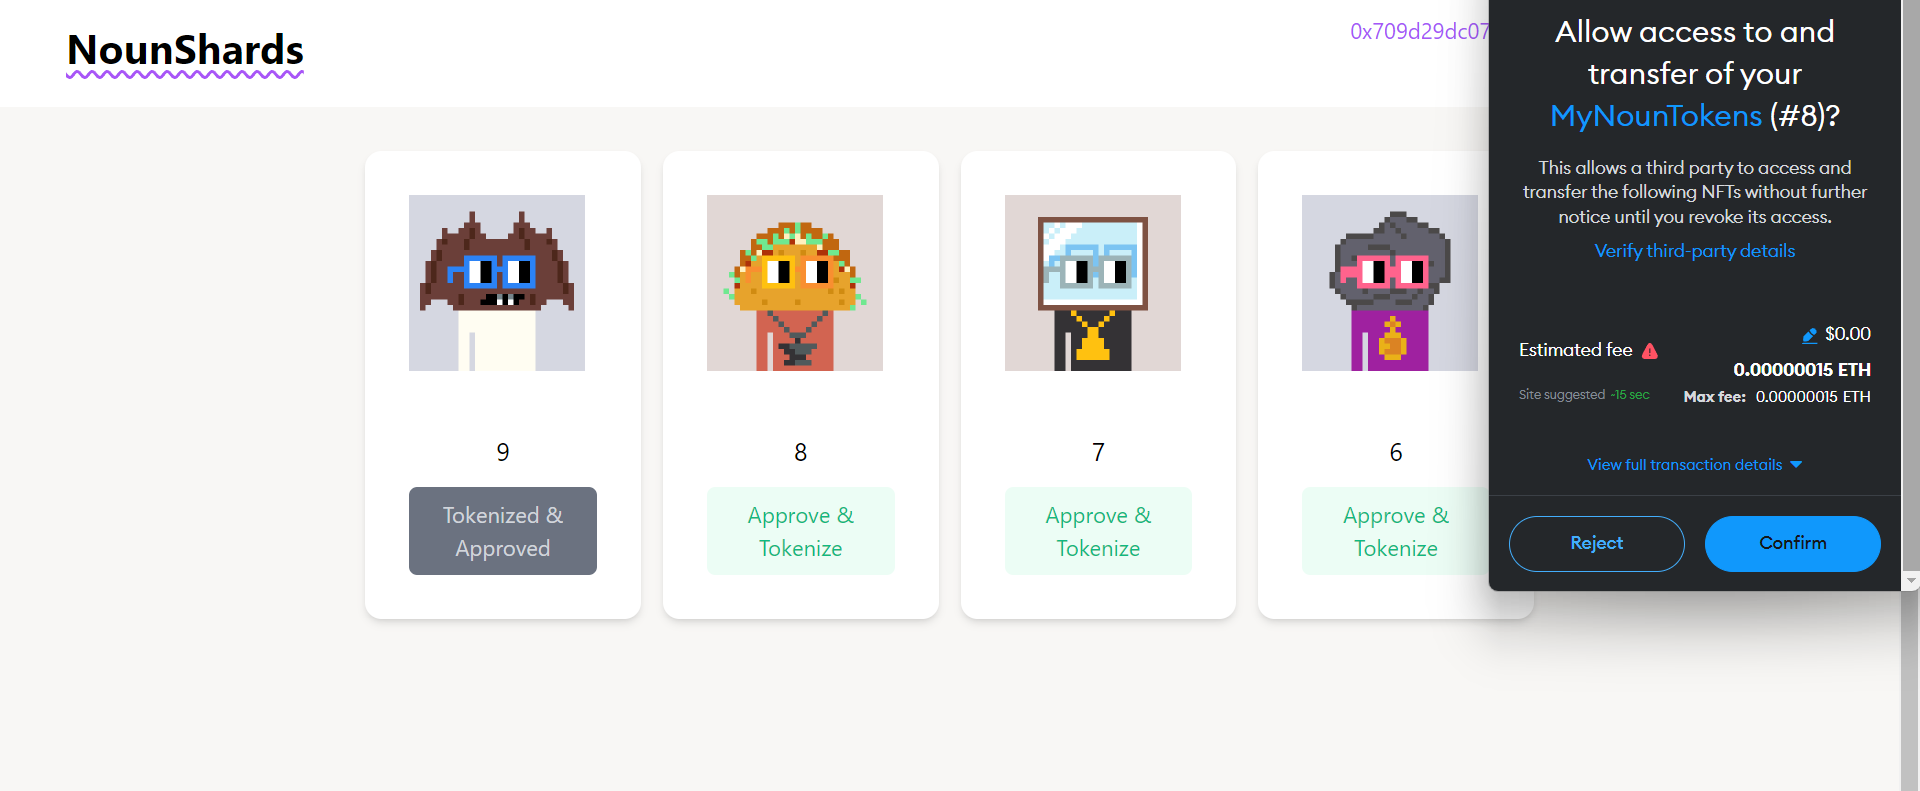 NounShards
0x709d29dc07
9
Tokenized &
Approved
8
Approve &
Tokenize
7
Approve &
Tokenize
6
Approve &
Tokenize
Allow access to and
transfer of your
MyNounTokens (#8)?
This allows a third party to access and
transfer the following NFTs without further
notice until you revoke its access.
Verify third-party details
$0.00
Estimated fee
0.00000015 ETH
Site suggested ~15 sec
Max fee: 0.00000015 ETH
View full transaction details
Reject
Confirm